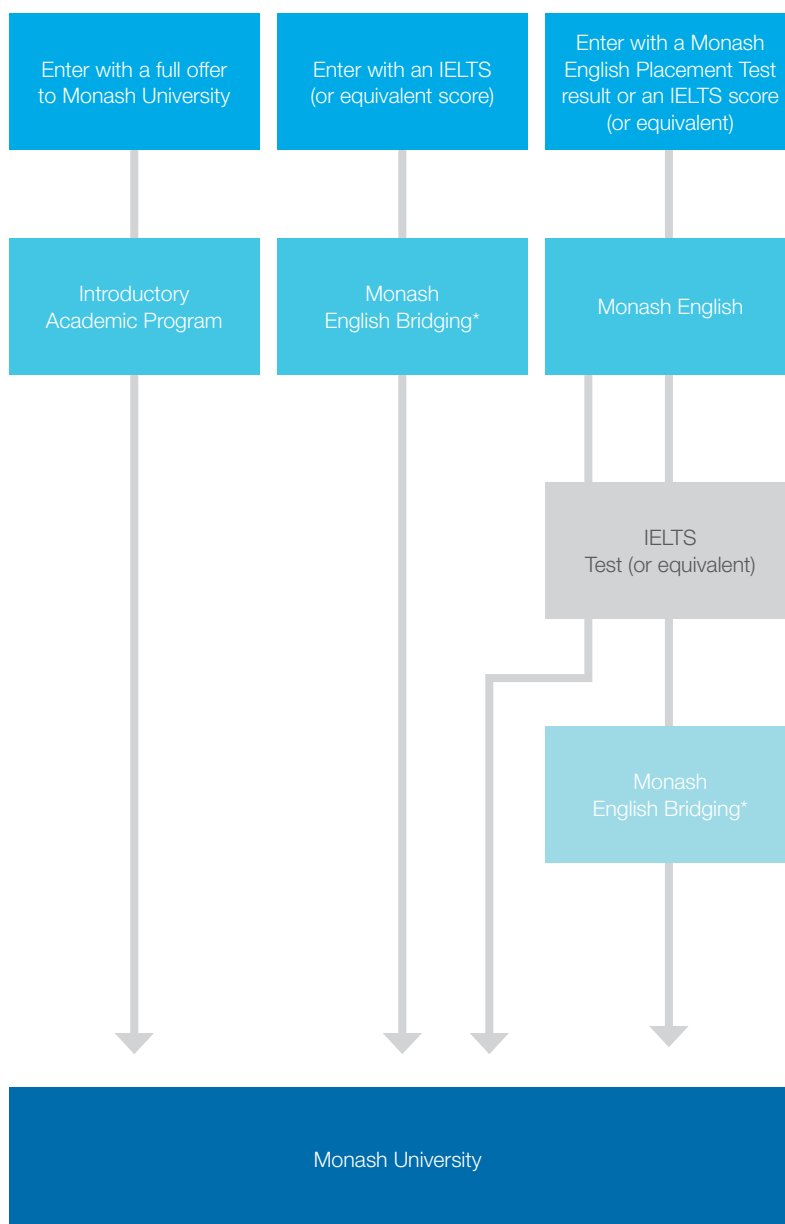 Enter with a full offer
to Monash University
Enter with an IELTS
(or equivalent score)
Enter with a Monash
English Placement Test
result or an IELTS score
(or equivalent)
Introductory
Academic Program
Monash
English Bridging*
Monash English
IELTS
Test (or equivalent)
Monash
English Bridging*
Monash University